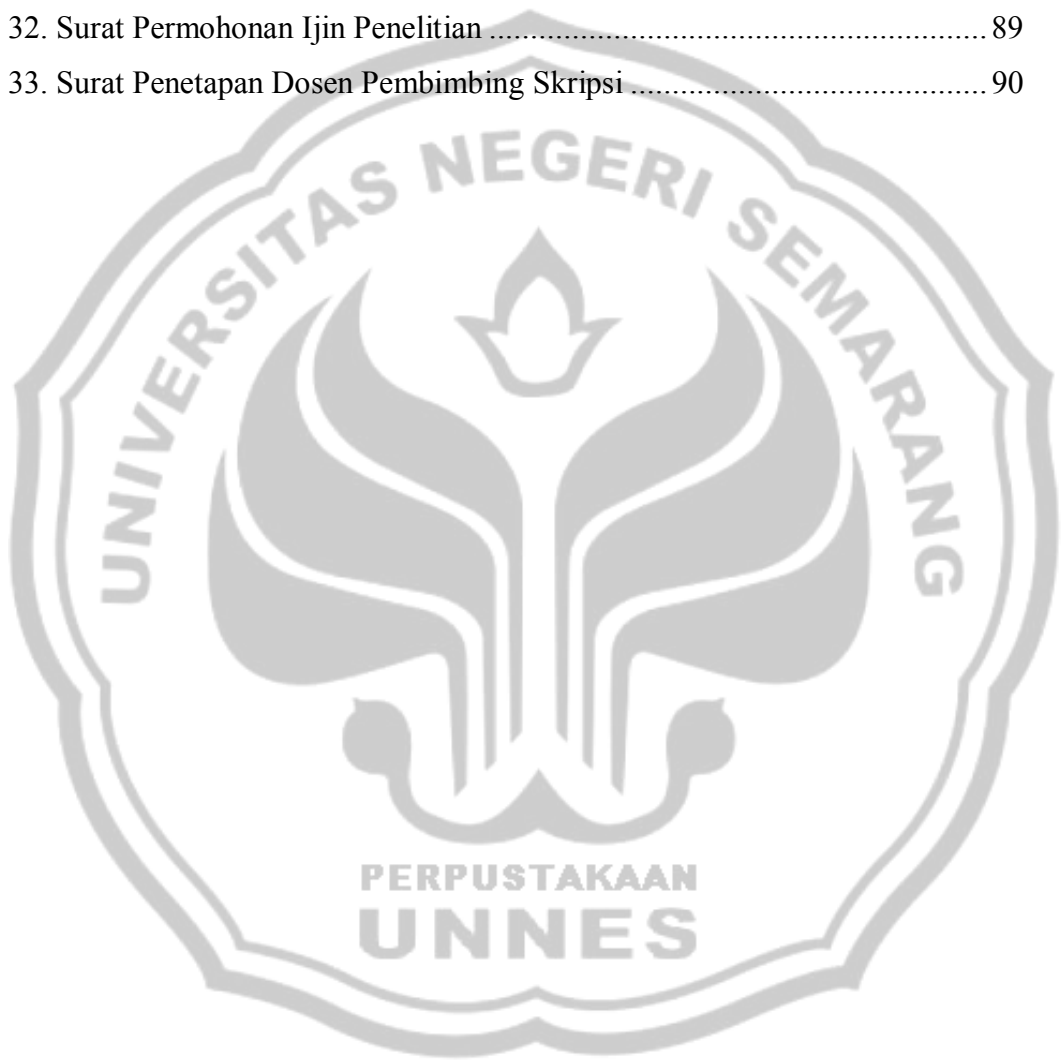 32. Surat Permohonan Ijin Penelitian ........................................................................ 89
33. Surat Penetapan Dosen Pembimbing Skripsi ..................................................... 90
UNIVERSITAS NEGERI SEMARANG
PERPUSTAKAAN
UNNES